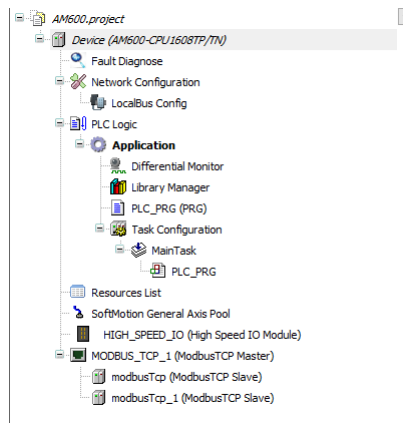 AM600.project
Device (AM600-CPU1608TP/TN)
Fault Diagnose
Network Configuration
LocalBus Config
PLC Logic
Application
Differential Monitor
Library Manager
PLC_PRG (PRG)
Task Configuration
MainTask
PLC_PRG
Resources List
SoftMotion General Axis Pool
HIGH_SPEED_IO (High Speed IO Module)
MODBUS_TCP_1 (ModbusTCP Master)
modbusTcp (ModbusTCP Slave)
modbusTcp_1 (ModbusTCP Slave)